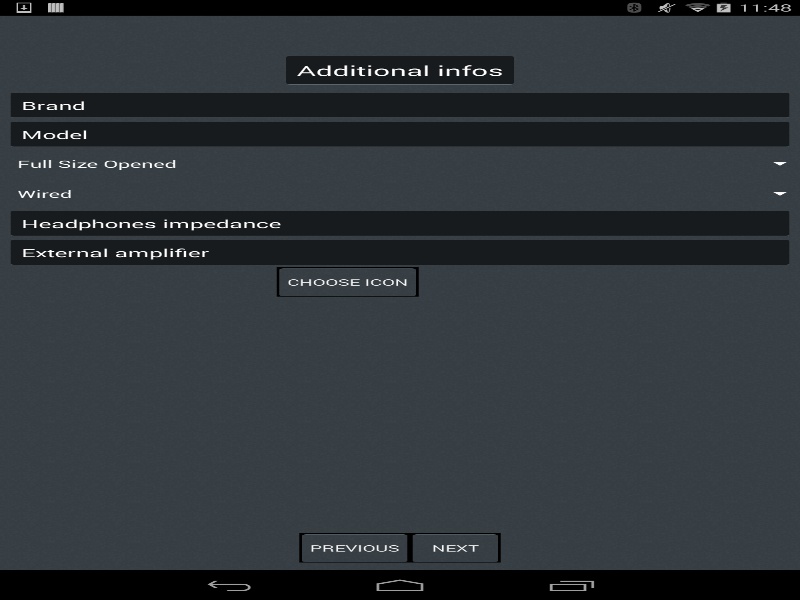 11:48
Additional infos
Brand
Model
Full Size Opened
Wired
Headphones impedance
External amplifier
CHOOSE ICON
PREVIOUS NEXT